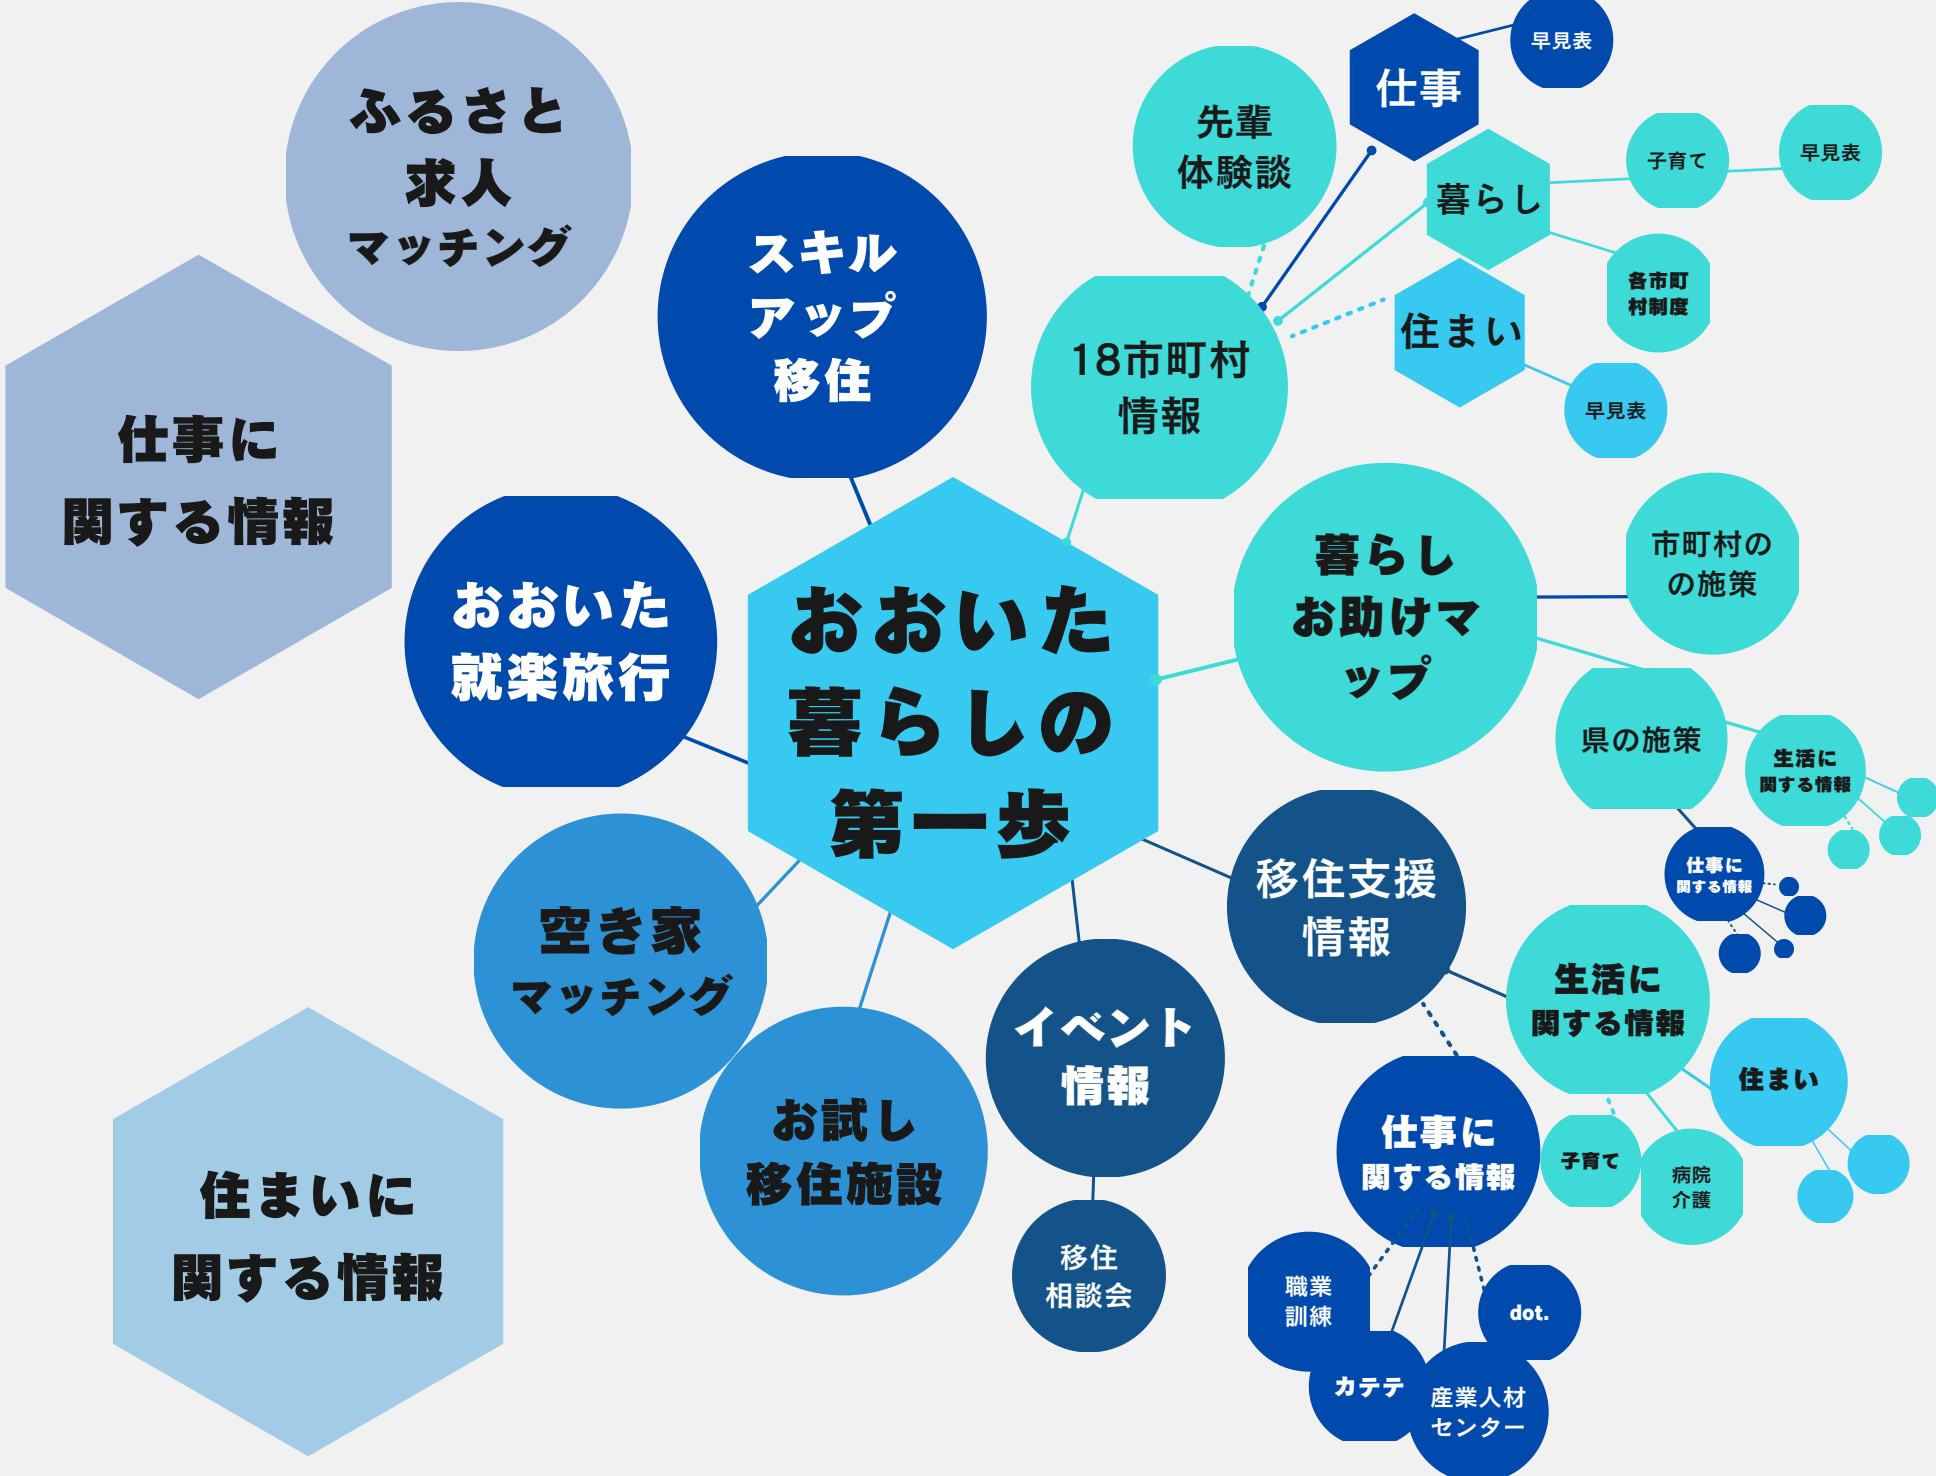 ふるさと
求人
マッチング
仕事に
関する情報
スキル
アップ
移住
おおいた
就楽旅行
おおいた
暮らしの
第一歩
空き家
マッチング
お試し
移住施設
住まいに
関する情報
イベント
情報
移住
相談会
先輩
体験談
18市町村
情報
仕事
早見表
暮らし
子育て
早見表
各市町
村制度
住まい
早見表
暮らし
お助けマ
ップ
市町村の
の施策
県の施策
生活に
関する情報
仕事に
関する情報
移住支援
情報
生活に
関する情報
住まい
子育て
病院
介護
仕事に
関する情報
職業
訓練
カテテ
産業人材
センター
dot.